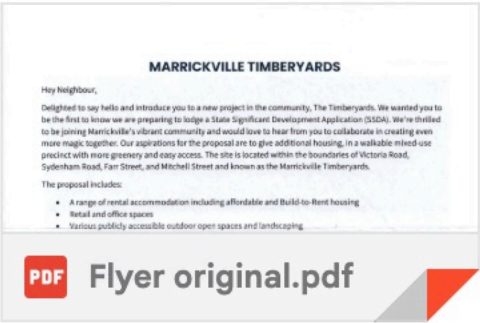 MARRICKVILLE TIMBERYARDS
Hey Neighbour,
Delighted to say hello and introduce you to a new project in the community, The Timberyards. We wanted you to
be the first to know we are preparing to lodge a State Significant Development Application (SSDA). We're thrilled
to be joining Marrickville's vibrant community and would love to hear from you to collaborate in creating even
more magic together. Our aspirations for the proposal are to give additional housing, in a walkable mixed-use
precinct with more greenery and easy access. The site is located within the boundaries of Victoria Road,
Sydenham Road, Farr Street, and Mitchell Street and known as the Marrickville Timberyards.
The proposal includes:
• A range of rental accommodation including affordable and Build-to-Rent housing
• Retail and office spaces
• Various publicly accessible outdoor open spaces and landscaping
PDF Flyer original.pdf